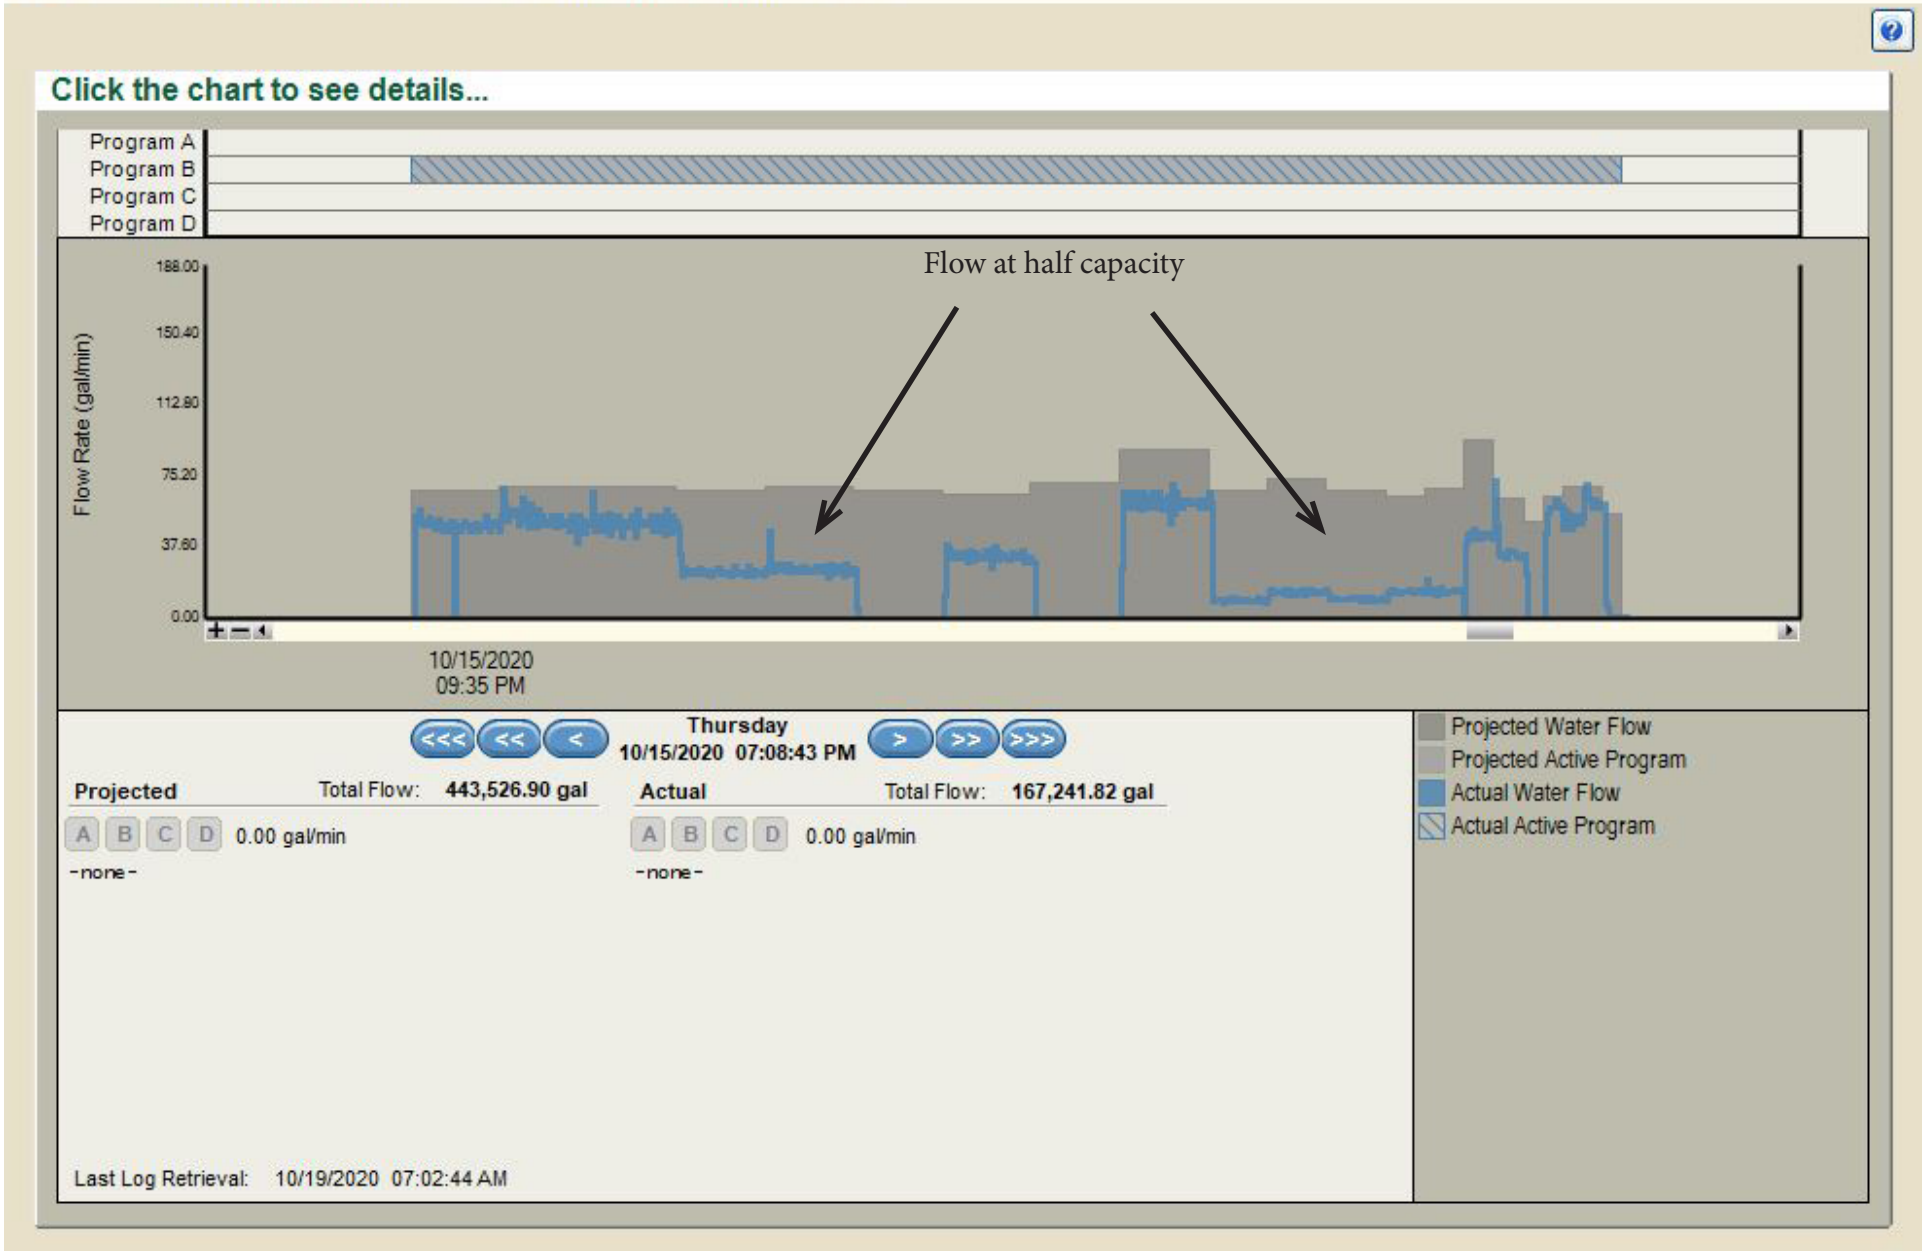 Click the chart to see details...
Program A
Program B
Program C
Program D
Flow at half capacity
Flow Rate (gal/min)
188.00
150.40
112.80
75.20
37.60
0.00
10/15/2020
09:35 PM
<<< << < Thursday > >> >>>
10/15/2020 07:08:43 PM
Projected Total Flow: 443,526.90 gal
A B C D 0.00 gal/min
-none-
Actual Total Flow: 167,241.82 gal
A B C D 0.00 gal/min
-none-
Last Log Retrieval: 10/19/2020 07:02:44 AM
Projected Water Flow
Projected Active Program
Actual Water Flow
Actual Active Program